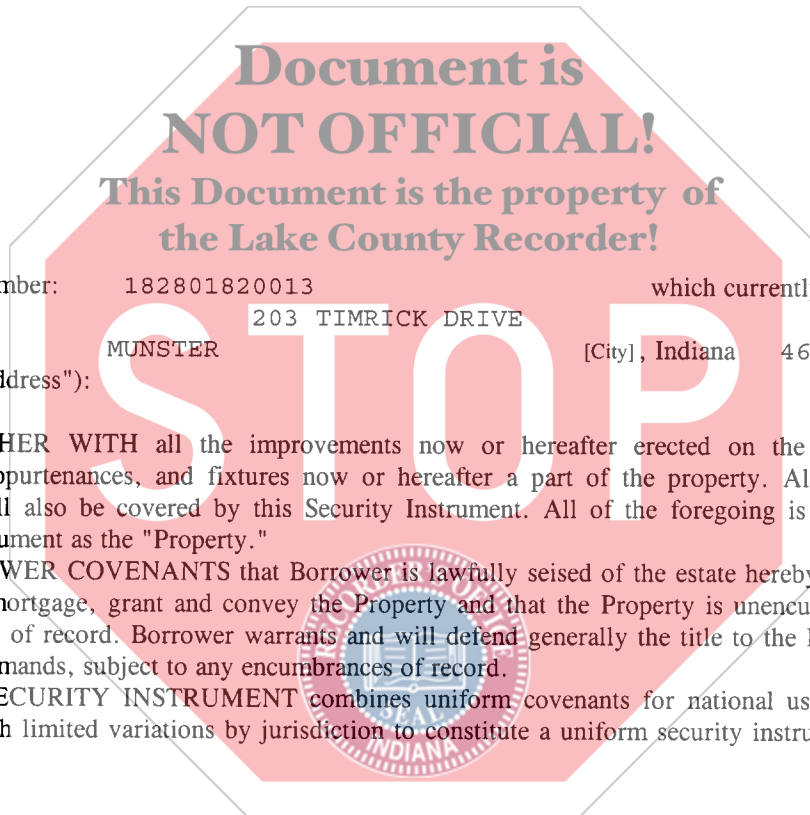 Document is
NOT OFFICIAL!
This Document is the property of
the Lake County Recorder!
mber: 182801820013 which currentl
203 TIMRICK DRIVE
MUNSTER [City], Indiana 46
ddress"):
HER WITH all the improvements now or hereafter erected on the
ppurtenances, and fixtures now or hereafter a part of the property. Al
ll also be covered by this Security Instrument. All of the foregoing is
ument as the "Property."
WER COVENANTS that Borrower is lawfully seised of the estate hereby
nortgage, grant and convey the Property and that the Property is unencu
of record. Borrower warrants and will defend generally the title to the
mands, subject to any encumbrances of record.
ECURITY INSTRUMENT combines uniform covenants for national us
h limited variations by jurisdiction to constitute a uniform security instru
STOP
SEAL
INDIANA